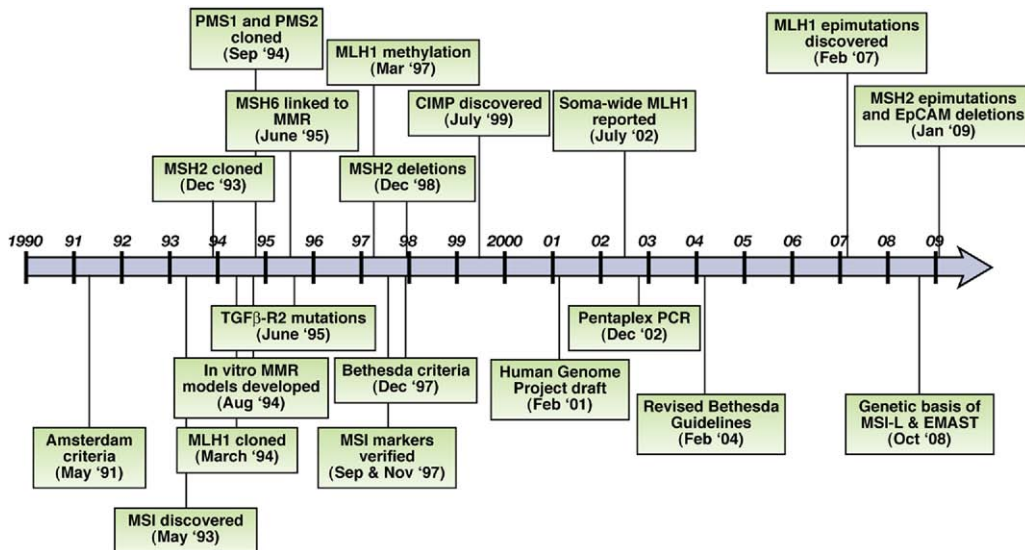 PMS1 and PMS2
cloned
(Sep ‘94)
MLH1 methylation
(Mar ‘97)
MLH1 epimutations
discovered
(Feb ‘07)
MSH6 linked to
MMR
(June ‘95)
CIMP discovered
(July ‘99)
Soma-wide MLH1
reported
(July ‘02)
MSH2 epimutations
and EpCAM deletions
(Jan ‘09)
MSH2 cloned
(Dec ‘93)
MSH2 deletions
(Dec ‘98)
1990 91 92 93 94 95 96 97 98 99 2000 01 02 03 04 05 06 07 08 09
TGFβ-R2 mutations
(June ‘95)
Pentaplex PCR
(Dec ‘02)
In vitro MMR
models developed
(Aug ‘94)
Bethesda criteria
(Dec ‘97)
Human Genome
Project draft
(Feb ‘01)
Revised Bethesda
Guidelines
(Feb ‘04)
Genetic basis of
MSI-L & EMAST
(Oct ‘08)
Amsterdam
criteria
(May ‘91)
MLH1 cloned
(March ‘94)
MSI markers
verified
(Sep & Nov ‘97)
MSI discovered
(May ‘93)